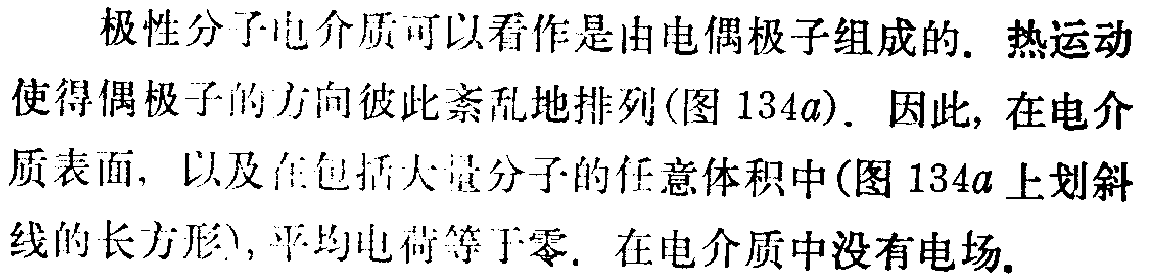 极性分子电介质可以看作是由电偶极子组成的．热运动
使得偶极子的方向彼此紊乱地排列(图 134a)．因此, 在电介
质表面, 以及在包括大量分子的任意体积中(图 134a 上划斜
线的长方形), 平均电荷等于零．在电介质中没有电场.